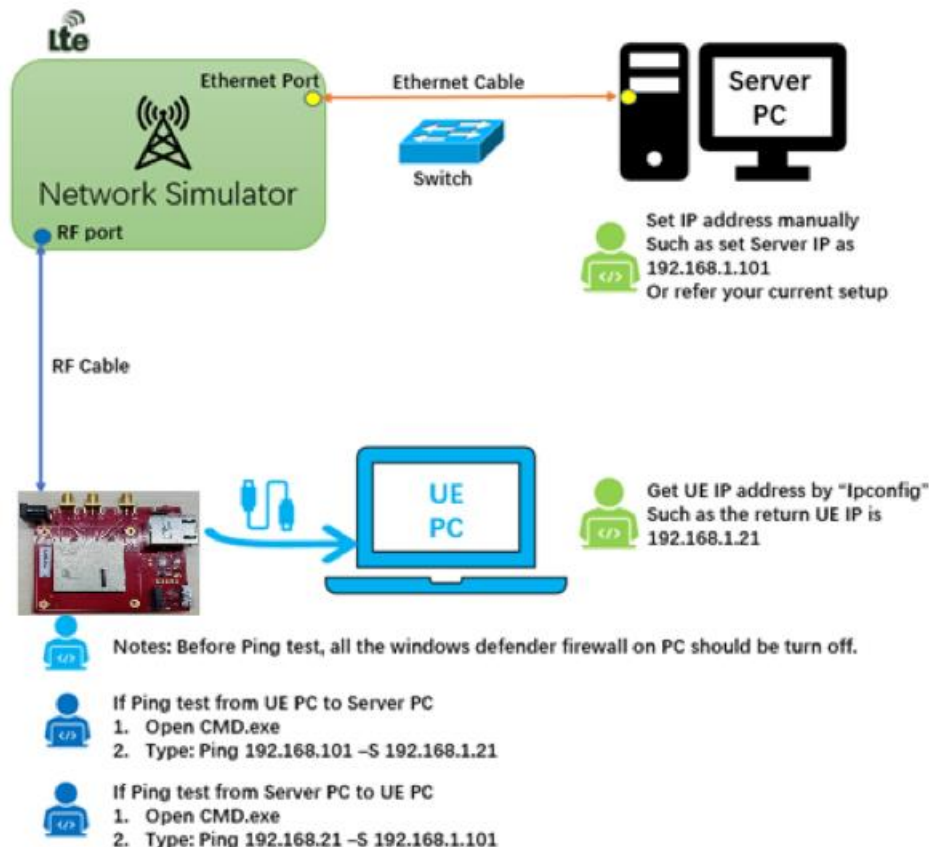 Lte
Ethernet Port
Ethernet Cable
Server
PC
Switch
Network Simulator
RF port
Set IP address manually
Such as set Server IP as
192.168.1.101
Or refer your current setup
RF Cable
UE
PC
Get UE IP address by “Ipconfig”
Such as the return UE IP is
192.168.1.21
Notes: Before Ping test, all the windows defender firewall on PC should be turn off.
If Ping test from UE PC to Server PC
1. Open CMD.exe
2. Type: Ping 192.168.101 –S 192.168.1.21
If Ping test from Server PC to UE PC
1. Open CMD.exe
2. Type: Ping 192.168.21 –S 192.168.1.101